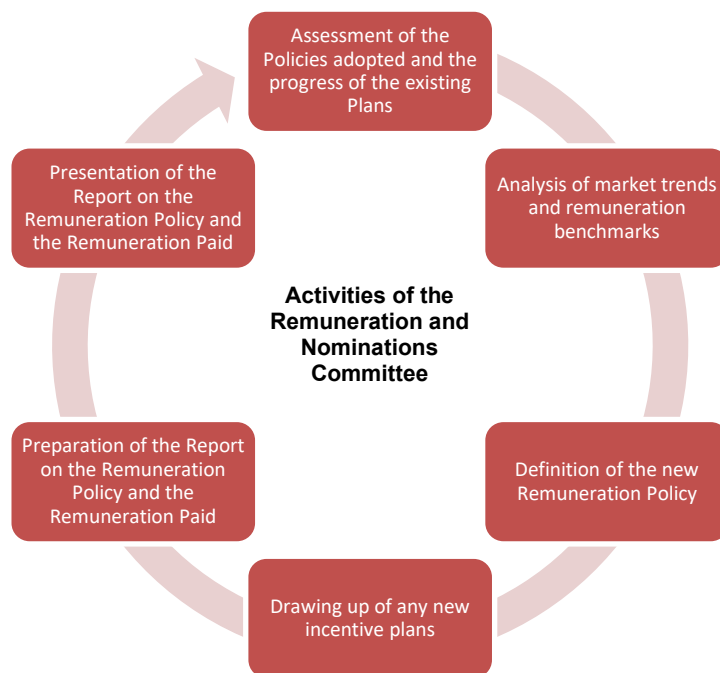 Assessment of the
Policies adopted and the
progress of the existing
Plans
Analysis of market trends
and remuneration
benchmarks
Definition of the new
Remuneration Policy
Drawing up of any new
incentive plans
Preparation of the Report
on the Remuneration
Policy and the
Remuneration Paid
Presentation of the
Report on the
Remuneration Policy and
the Remuneration Paid
Activities of the
Remuneration and
Nominations
Committee